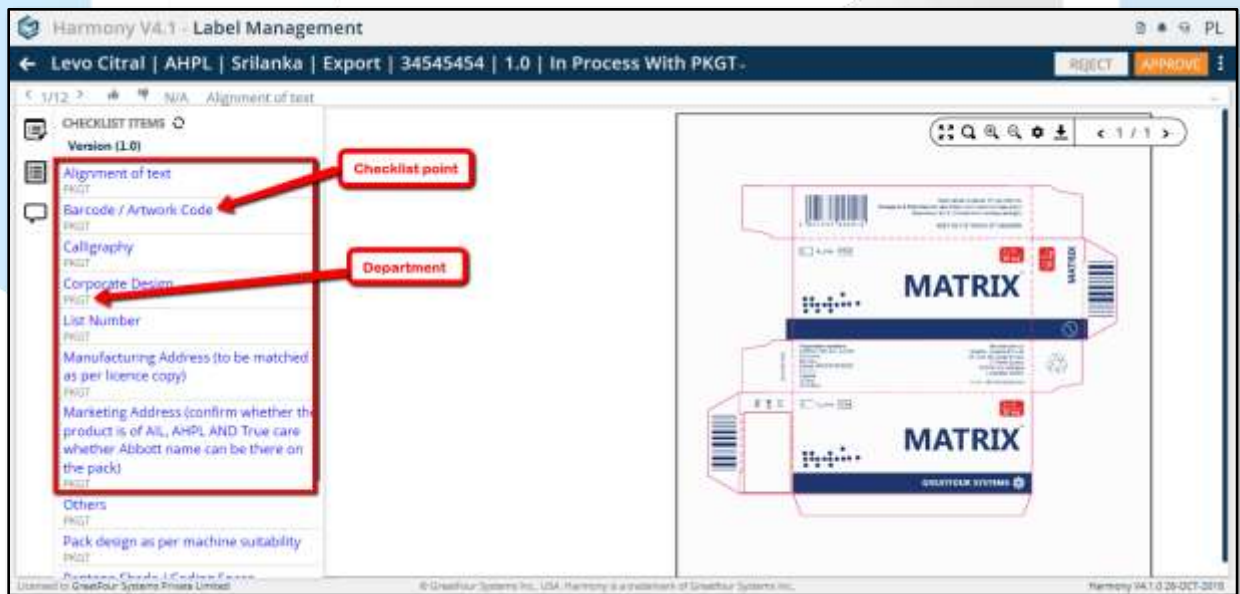 Harmony V4.1 - Label Management
PL
Levo Citral | AHPL | Srilanka | Export | 34545454 | 1.0 | In Process With PKGT
REJECT
APPROVE
1/12
N/A
Alignment of text
CHECKLIST ITEMS
Version (1.0)
Alignment of text
PKGT
Barcode / Artwork Code
PKGT
Calligraphy
PKGT
Corporate Design
PKGT
List Number
PKGT
Manufacturing Address (to be matched
as per licence copy)
PKGT
Marketing Address (confirm whether the
product is of AIL, AHPL AND True care
whether Abbott name can be there on
the pack)
PKGT
Others
PKGT
Pack design as per machine suitability
PKGT
Checklist point
Department
1 / 1
MATRIX
MATRIX
MATRIX
GREATFOUR SYSTEMS
Licensed to GreatFour Systems Private Limited
© Greatfour Systems Inc., USA. Harmony is a trademark of Greatfour Systems Inc.
Harmony V4.1.0 26-OCT-2018